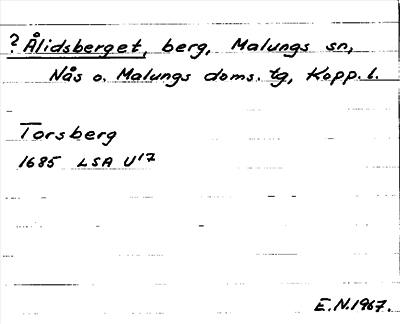 ? Ålidsberget, berg, Malungs sn,
Nås o. Malungs doms. tg, Kopp. l.
Torsberg
1685 LSA U17
E.N. 1967.